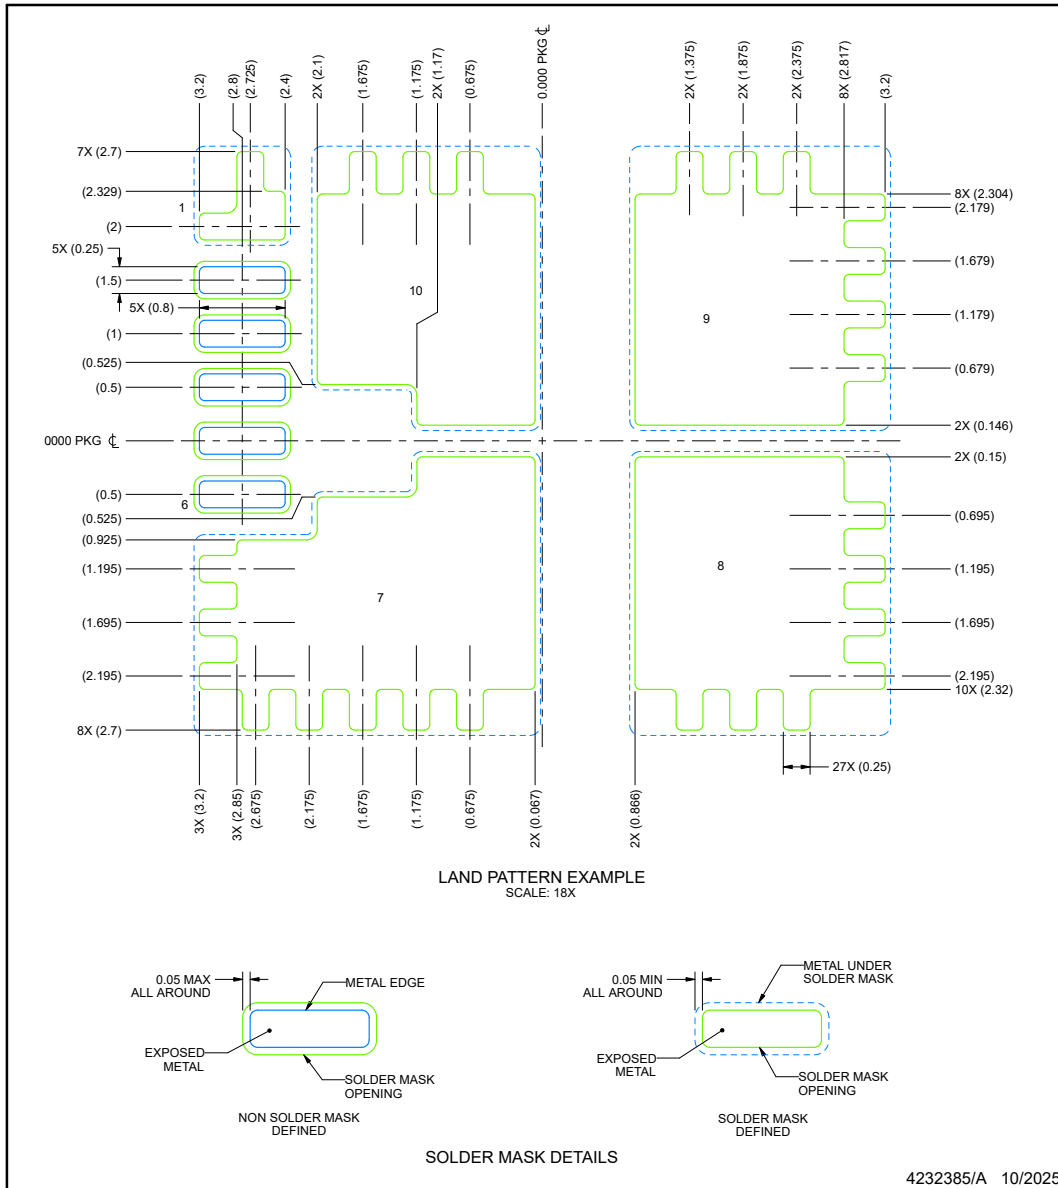 (3.2)
(2.8)
(2.725)
(2.4)
2X (2.1)
(1.675)
(1.175)
2X (1.17)
(0.675)
0.000 PKG ℄
2X (1.375)
2X (1.875)
2X (2.375)
8X (2.817)
(3.2)
7X (2.7)
(2.329)
1
(2)
5X (0.25)
(1.5)
5X (0.8)
(1)
(0.525)
(0.5)
0000 PKG ℄
(0.5)
6
(0.525)
(0.925)
(1.195)
(1.695)
(2.195)
8X (2.7)
10
9
7
8
8X (2.304)
(2.179)
(1.679)
(1.179)
(0.679)
2X (0.146)
2X (0.15)
(0.695)
(1.195)
(1.695)
(2.195)
10X (2.32)
27X (0.25)
3X (3.2)
3X (2.85)
(2.675)
(2.175)
(1.675)
(1.175)
(0.675)
2X (0.067)
2X (0.866)
LAND PATTERN EXAMPLE
SCALE: 18X
0.05 MAX
ALL AROUND
METAL EDGE
EXPOSED
METAL
SOLDER MASK
OPENING
NON SOLDER MASK
DEFINED
0.05 MIN
ALL AROUND
METAL UNDER
SOLDER MASK
EXPOSED
METAL
SOLDER MASK
OPENING
SOLDER MASK
DEFINED
SOLDER MASK DETAILS
4232385/A 10/2025